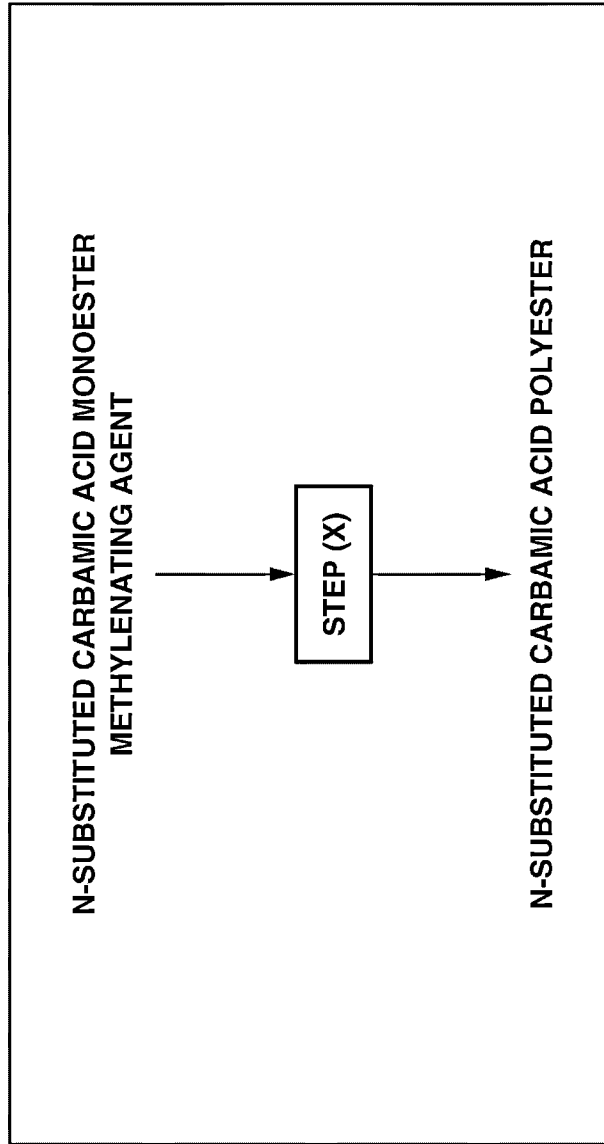 N-SUBSTITUTED CARBAMIC ACID MONOESTER
METHYLENATING AGENT
STEP (X)
N-SUBSTITUTED CARBAMIC ACID POLYESTER